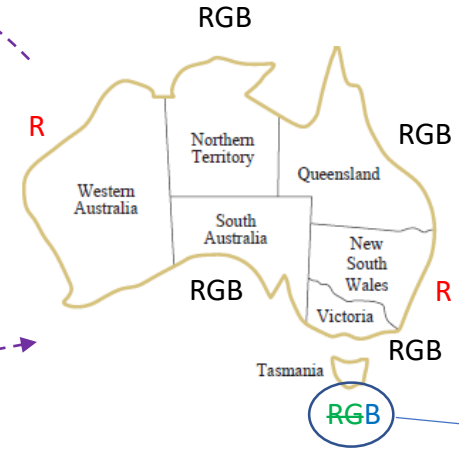 RGB
R
RGB
Northern
Territory
Queensland
Western
Australia
South
Australia
New
South
Wales
RGB
R
Victoria
RGB
Tasmania
RGB